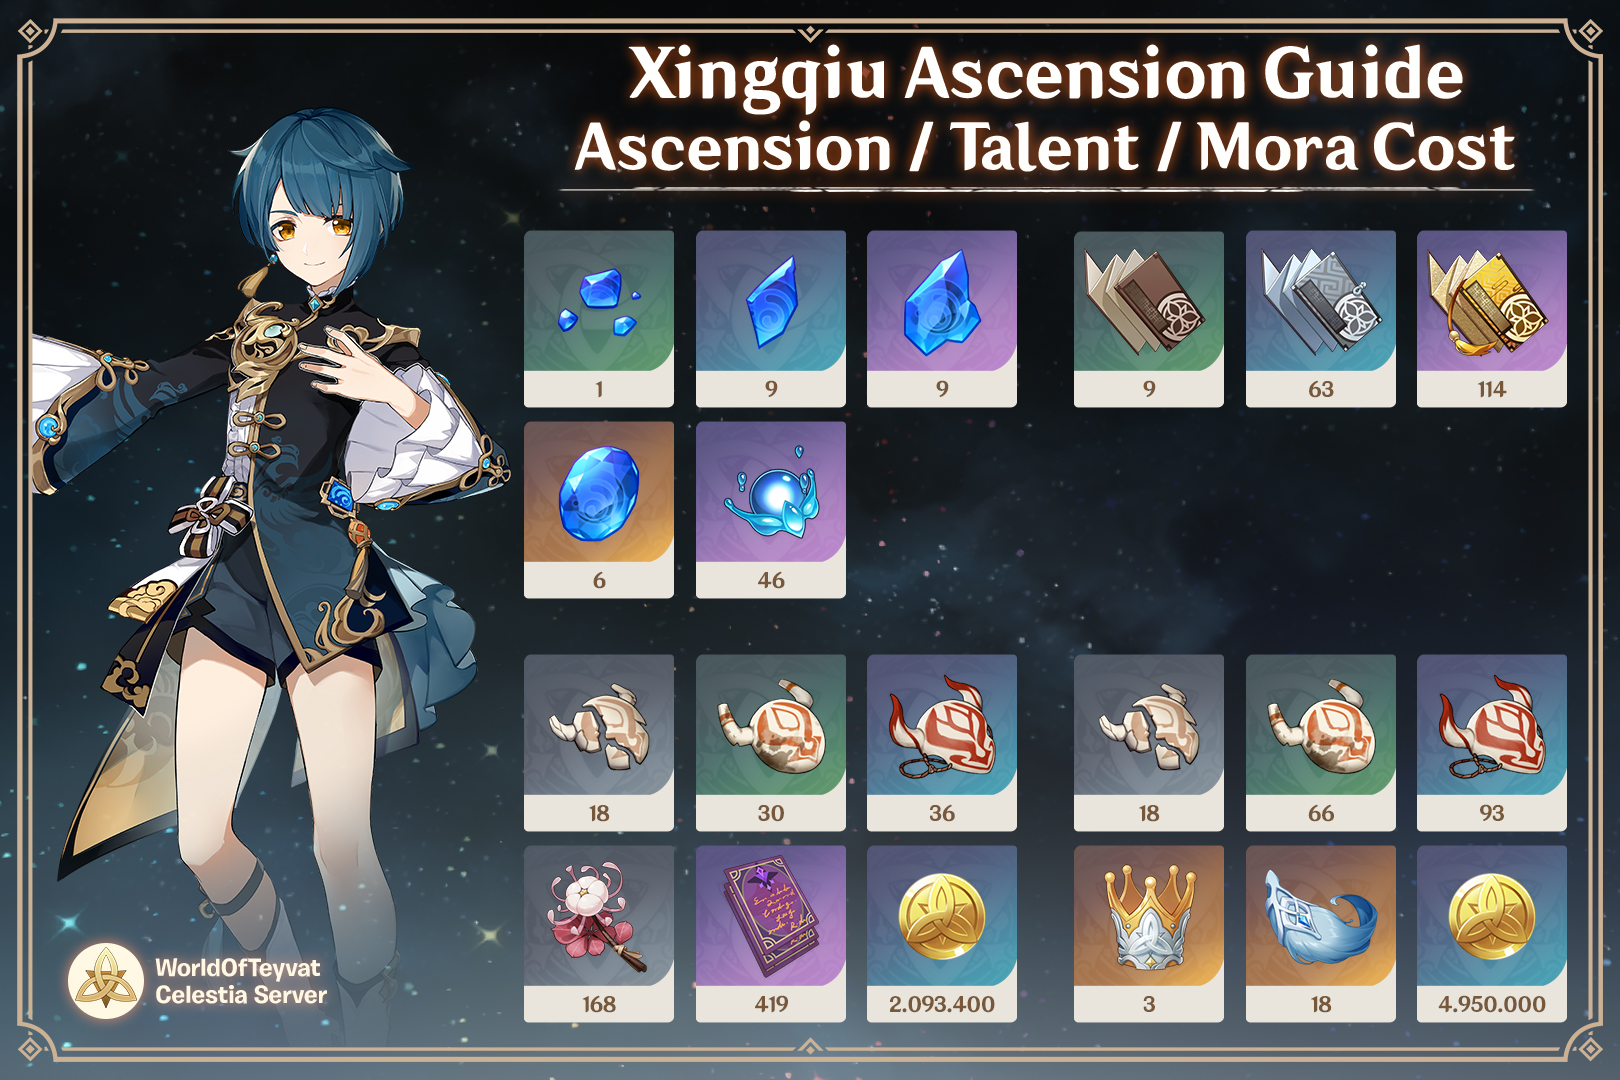 Xingqiu Ascension Guide
Ascension / Talent / Mora Cost
1 9 9 9 63 114
6 46
18 30 36 18 66 93
168 419 2.093.400 3 18 4.950.000
WorldOfTeyvat
Celestia Server